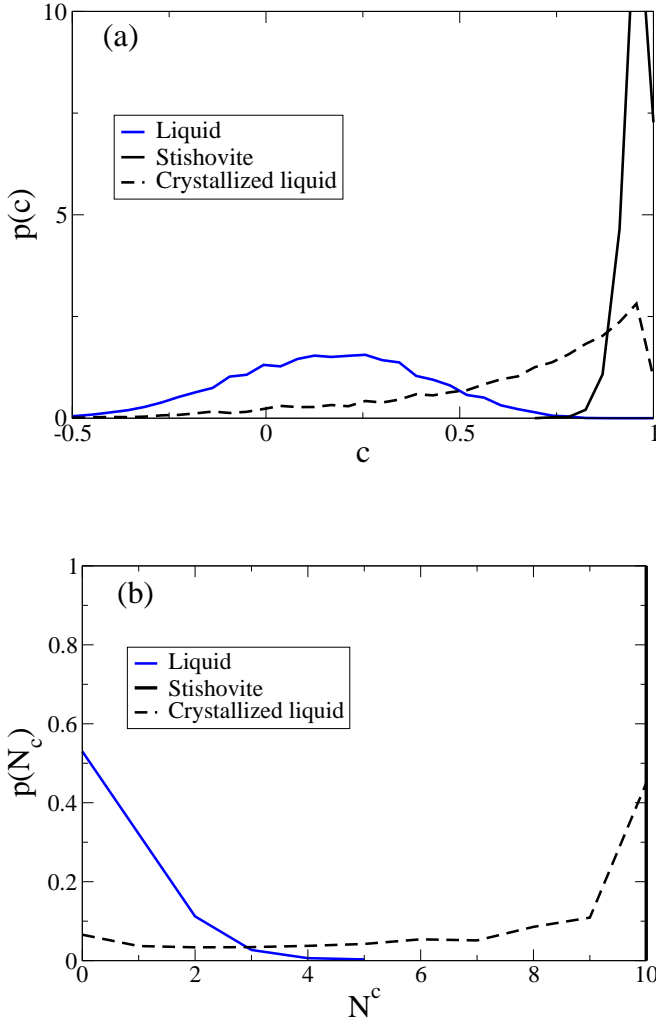 10
(a)
Liquid
Stishovite
Crystallized liquid
p(c)
5
0
-0.5 0 0.5 1
c
1
(b)
0.8
Liquid
Stishovite
Crystallized liquid
0.6
p(N_c)
0.4
0.2
0
0 2 4 6 8 10
N^c